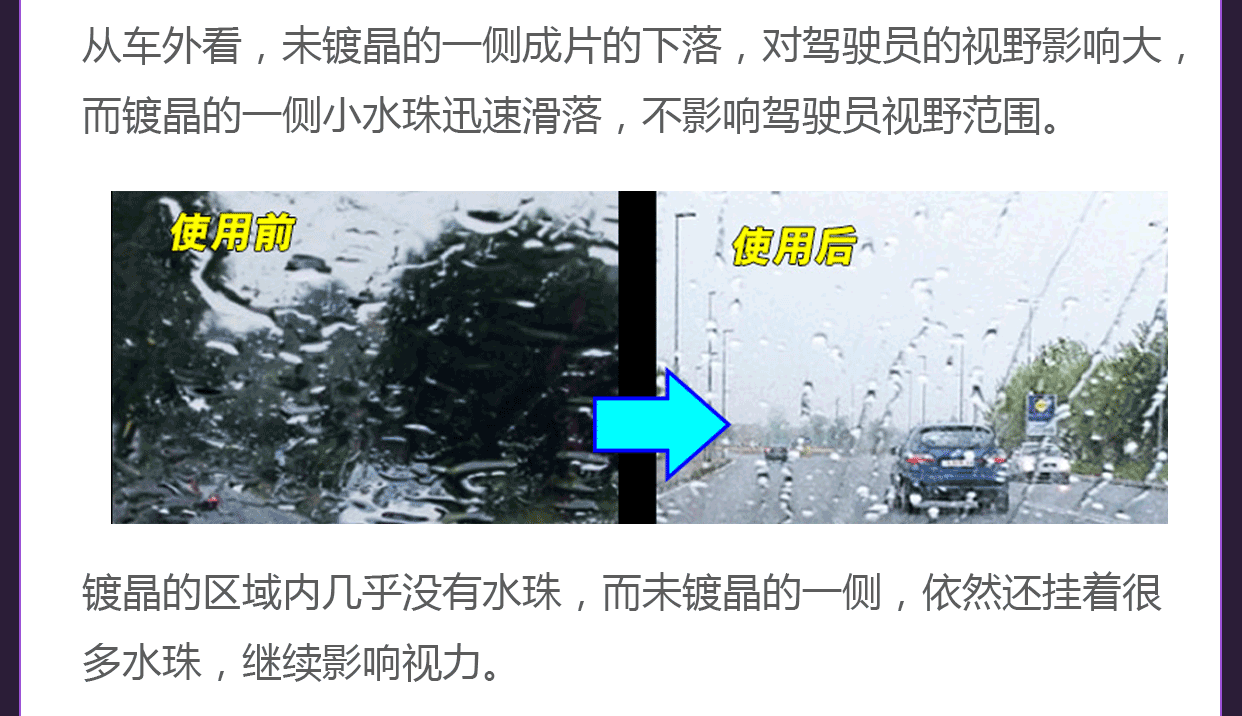 从车外看，未镀晶的一侧成片的下落，对驾驶员的视野影响大，
而镀晶的一侧小水珠迅速滑落，不影响驾驶员视野范围。
使用前
使用后
镀晶的区域内几乎没有水珠，而未镀晶的一侧，依然还挂着很
多水珠，继续影响视力。